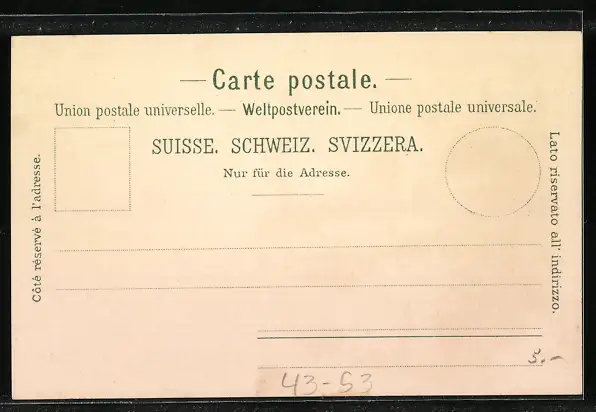 — Carte postale. —
Union postale universelle. — Weltpostverein. — Unione postale universale.
SUISSE. SCHWEIZ. SVIZZERA.
Nur für die Adresse.
Côté réservé à l'adresse.
Lato riservato all' indirizzo.
5.-
43-53